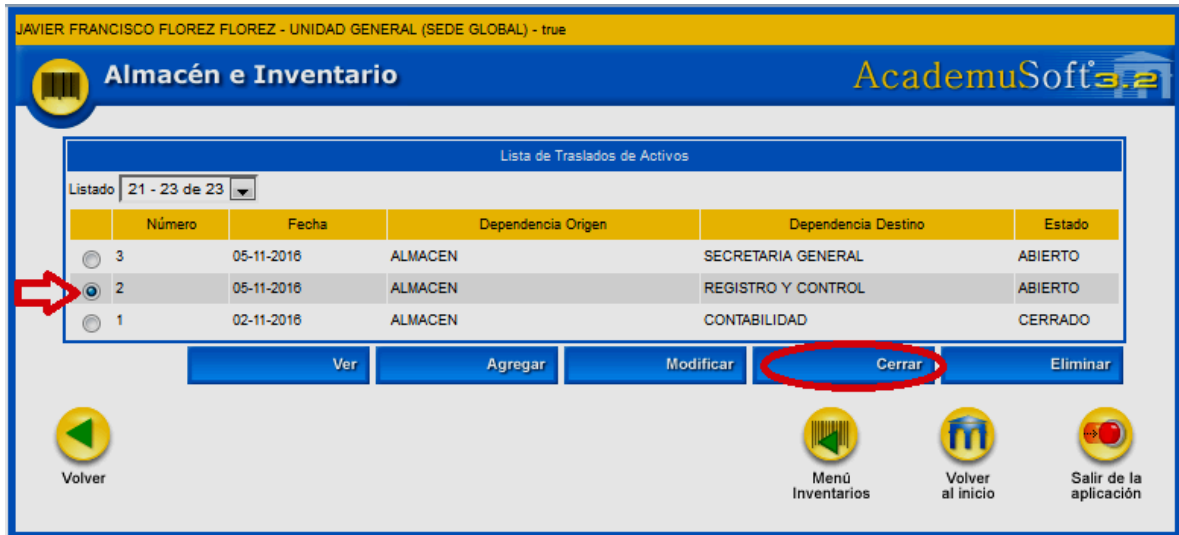 JAVIER FRANCISCO FLOREZ FLOREZ - UNIDAD GENERAL (SEDE GLOBAL) - true
Almacén e Inventario
AcademuSoft 3.2
Lista de Traslados de Activos
Listado 21 - 23 de 23
Número Fecha Dependencia Origen Dependencia Destino Estado
3 05-11-2016 ALMACEN SECRETARIA GENERAL ABIERTO
2 05-11-2016 ALMACEN REGISTRO Y CONTROL ABIERTO
1 02-11-2016 ALMACEN CONTABILIDAD CERRADO
Ver Agregar Modificar Cerrar Eliminar
Volver
Menú
Inventarios
Volver
al inicio
Salir de la
aplicación